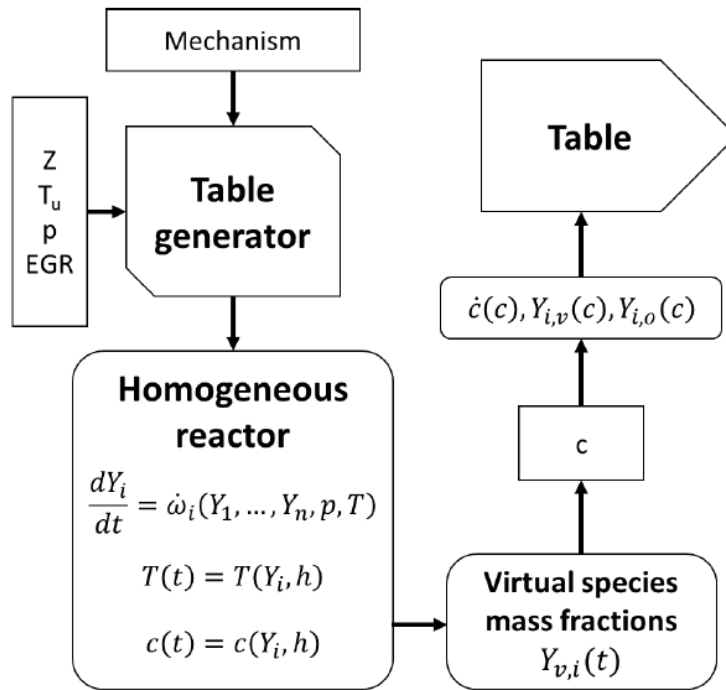 Mechanism
Z
T_u
p
EGR
Table
generator
Homogeneous
reactor
dY_i/dt = ω̇_i(Y_1, …, Y_n, p, T)
T(t) = T(Y_i, h)
c(t) = c(Y_i, h)
Virtual species
mass fractions
Y_{v,i}(t)
c
ċ(c), Y_{i,v}(c), Y_{i,o}(c)
Table